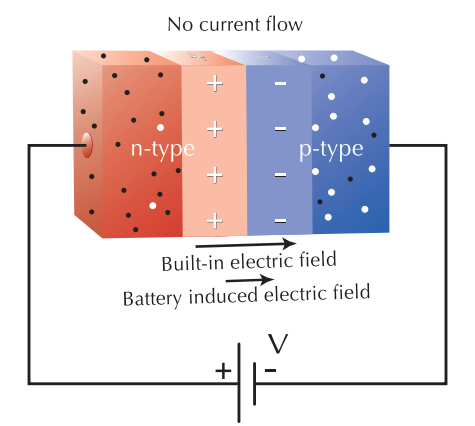 No current flow
+ -
+ -
n-type p-type
+ -
+ -
Built-in electric field
Battery induced electric field
V
+ -